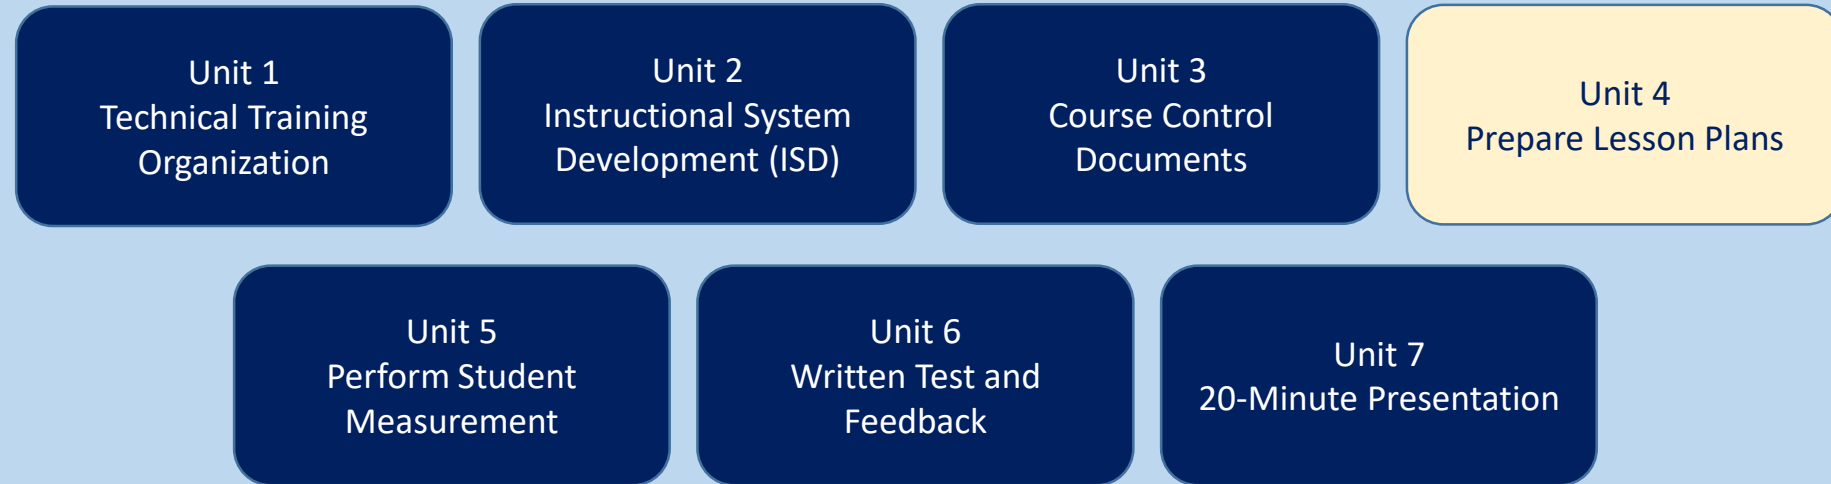 Unit 1
Technical Training
Organization
Unit 2
Instructional System
Development (ISD)
Unit 3
Course Control
Documents
Unit 4
Prepare Lesson Plans
Unit 5
Perform Student
Measurement
Unit 6
Written Test and
Feedback
Unit 7
20-Minute Presentation